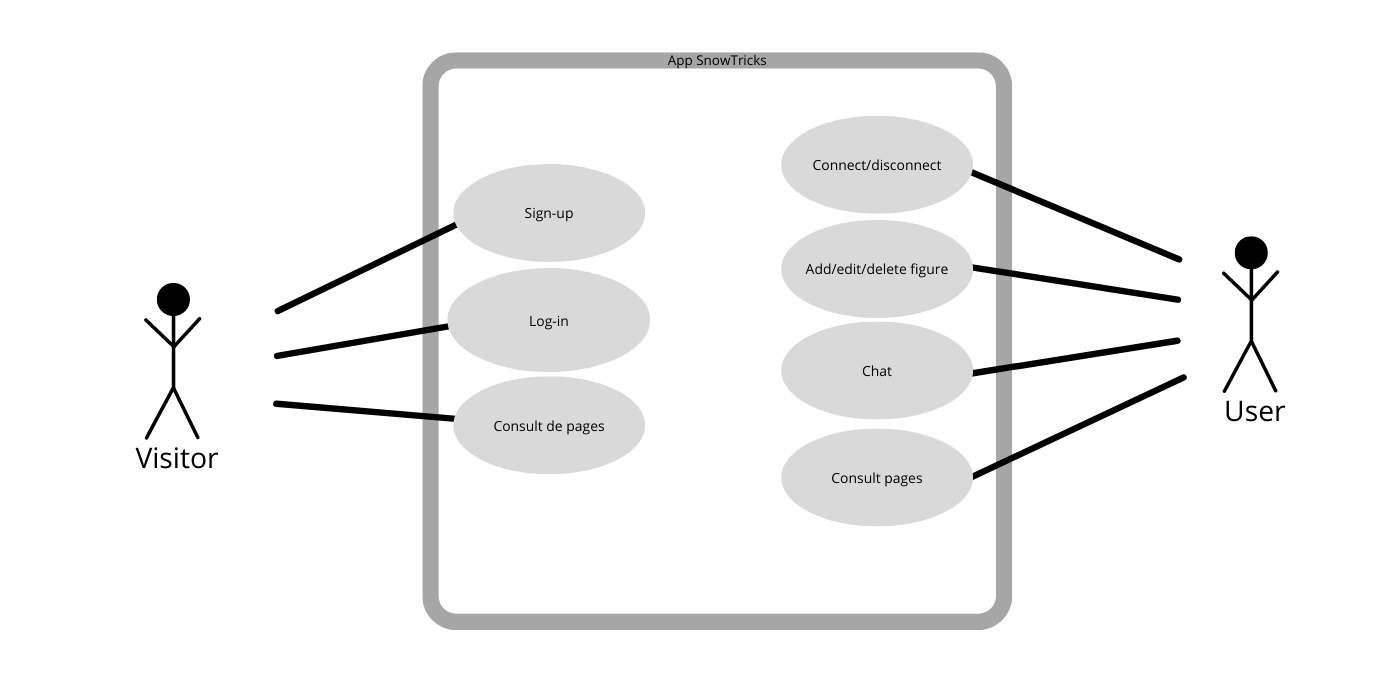 App SnowTricks
Sign-up
Log-in
Consult de pages
Visitor
Connect/disconnect
Add/edit/delete figure
Chat
Consult pages
User